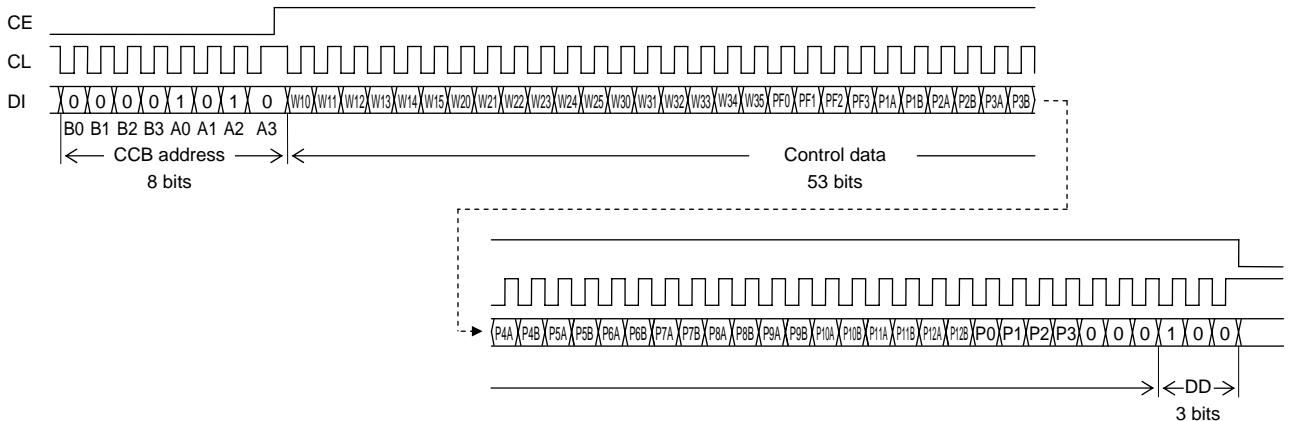 CE
CL
DI 0 0 0 0 1 0 1 0 W10 W11 W12 W13 W14 W15 W20 W21 W22 W23 W24 W25 W30 W31 W32 W33 W34 W35 PF0 PF1 PF2 PF3 P1A P1B P2A P2B P3A P3B
B0 B1 B2 B3 A0 A1 A2 A3
CCB address Control data
8 bits 53 bits
P4A P4B P5A P5B P6A P6B P7A P7B P8A P8B P9A P9B P10A P10B P11A P11B P12A P12B P0 P1 P2 P3 0 0 0 1 0 0
DD
3 bits